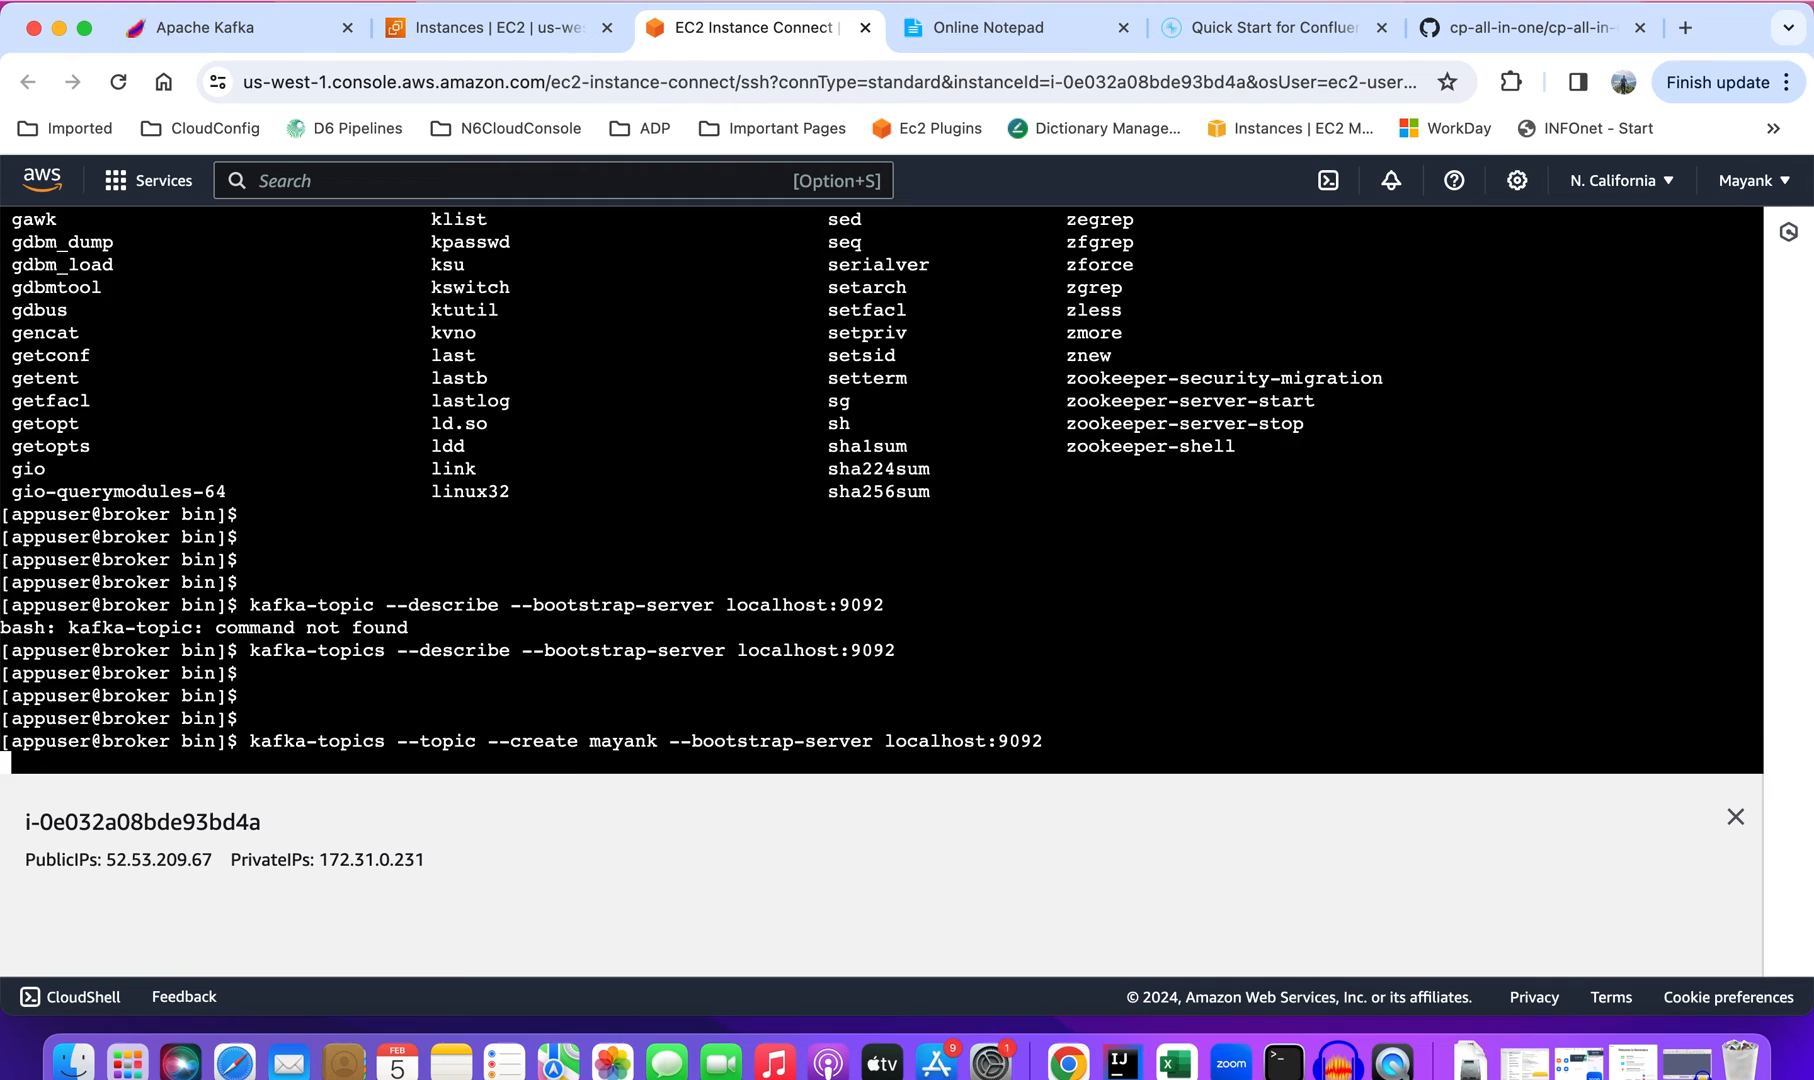 Apache Kafka
Instances | EC2 | us-we
EC2 Instance Connect |
Online Notepad
Quick Start for Confluer
cp-all-in-one/cp-all-in-
us-west-1.console.aws.amazon.com/ec2-instance-connect/ssh?connType=standard&instanceId=i-0e032a08bde93bd4a&osUser=ec2-user...
Finish update
Imported
CloudConfig
D6 Pipelines
N6CloudConsole
ADP
Important Pages
Ec2 Plugins
Dictionary Manage...
Instances | EC2 M...
WorkDay
INFOnet - Start
aws
Services
Search
[Option+S]
N. California
Mayank
gawk klist sed zegrep
gdbm_dump kpasswd seq zfgrep
gdbm_load ksu serialver zforce
gdbmtool kswitch setarch zgrep
gdbus ktutil setfacl zless
gencat kvno setpriv zmore
getconf last setsid znew
getent lastb setterm zookeeper-security-migration
getfacl lastlog sg zookeeper-server-start
getopt ld.so sh zookeeper-server-stop
getopts ldd sha1sum zookeeper-shell
gio link sha224sum
gio-querymodules-64 linux32 sha256sum
[appuser@broker bin]$
[appuser@broker bin]$
[appuser@broker bin]$
[appuser@broker bin]$
[appuser@broker bin]$ kafka-topic --describe --bootstrap-server localhost:9092
bash: kafka-topic: command not found
[appuser@broker bin]$ kafka-topics --describe --bootstrap-server localhost:9092
[appuser@broker bin]$
[appuser@broker bin]$
[appuser@broker bin]$
[appuser@broker bin]$ kafka-topics --topic --create mayank --bootstrap-server localhost:9092
i-0e032a08bde93bd4a
PublicIPs: 52.53.209.67 PrivateIPs: 172.31.0.231
CloudShell
Feedback
© 2024, Amazon Web Services, Inc. or its affiliates.
Privacy
Terms
Cookie preferences
FEB
5
tv
9
1
IJ
X
zoom